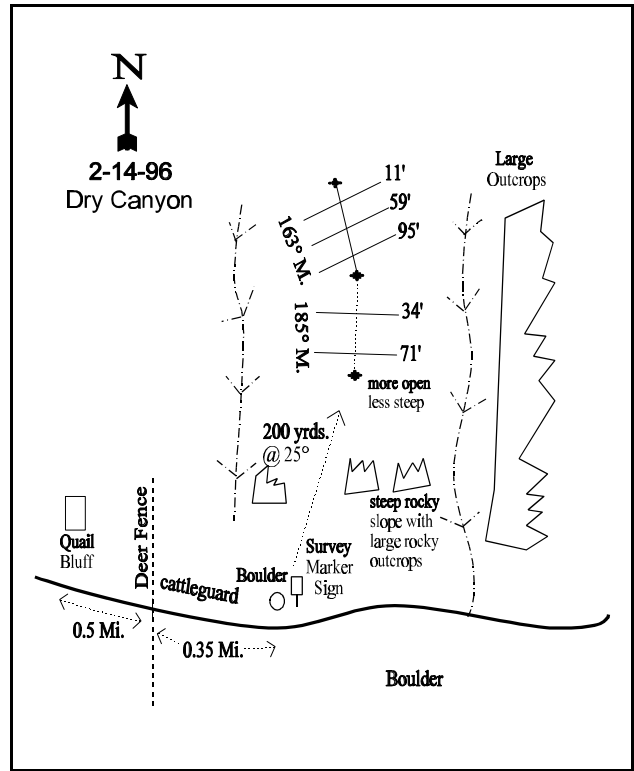 N
2-14-96
Dry Canyon
Large
Outcrops
11'
59'
95'
163° M.
34'
71'
185° M.
more open
less steep
200 yrds.
@ 25°
steep rocky
slope with
large rocky
outcrops
Quail
Bluff
Deer Fence
cattleguard
Boulder
Survey
Marker
Sign
0.5 Mi.
0.35 Mi.
Boulder